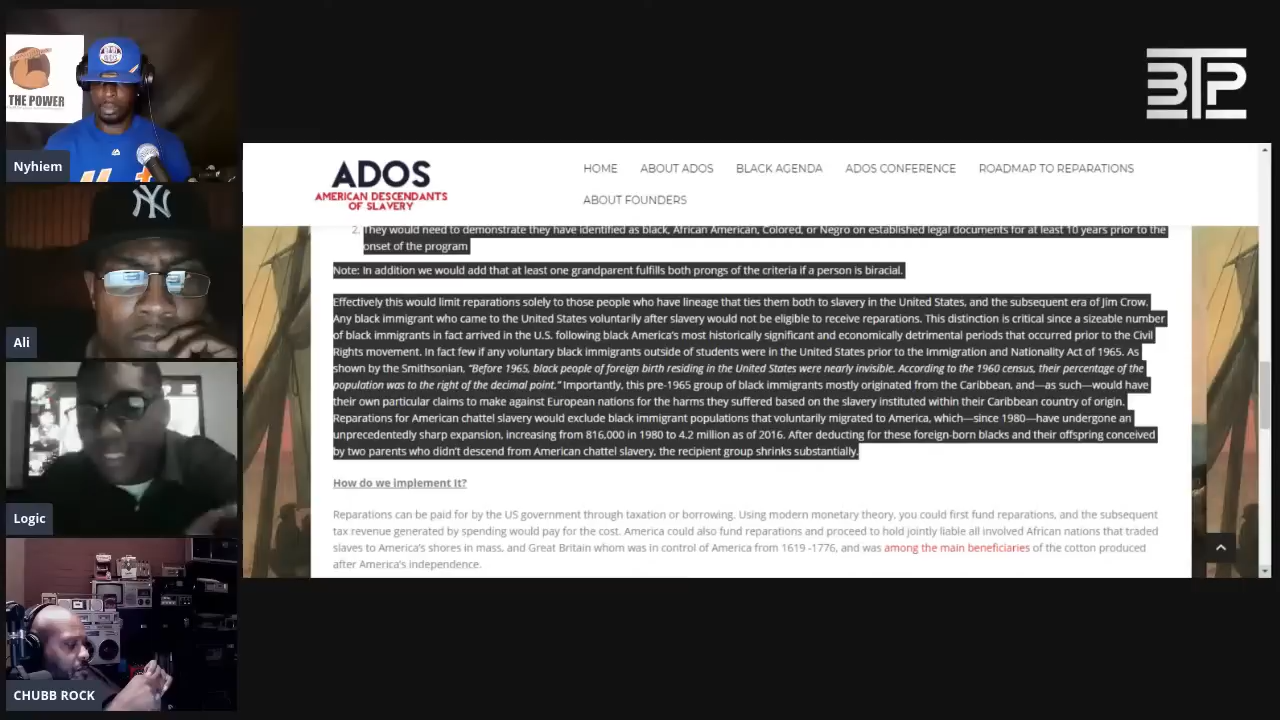 THE POWER
Nyhiem
Ali
Logic
CHUBB ROCK
BTP
ADOS
AMERICAN DESCENDANTS
OF SLAVERY
HOME
ABOUT ADOS
BLACK AGENDA
ADOS CONFERENCE
ROADMAP TO REPARATIONS
ABOUT FOUNDERS
2. They would need to demonstrate they have identified as black, African American, Colored, or Negro on established legal documents for at least 10 years prior to the
onset of the program
Note: In addition we would add that at least one grandparent fulfills both prongs of the criteria if a person is biracial.
Effectively this would limit reparations solely to those people who have lineage that ties them both to slavery in the United States, and the subsequent era of Jim Crow.
Any black immigrant who came to the United States voluntarily after slavery would not be eligible to receive reparations. This distinction is critical since a sizeable number
of black immigrants in fact arrived in the U.S. following black America's most historically significant and economically detrimental periods that occurred prior to the Civil
Rights movement. In fact few if any voluntary black immigrants outside of students were in the United States prior to the Immigration and Nationality Act of 1965. As
shown by the Smithsonian, "Before 1965, black people of foreign birth residing in the United States were nearly invisible. According to the 1960 census, their percentage of the
population was to the right of the decimal point." Importantly, this pre-1965 group of black immigrants mostly originated from the Caribbean, and—as such—would have
their own particular claims to make against European nations for the harms they suffered based on the slavery instituted within their Caribbean country of origin.
Reparations for American chattel slavery would exclude black immigrant populations that voluntarily migrated to America, which—since 1980—have undergone an
unprecedentedly sharp expansion, increasing from 816,000 in 1980 to 4.2 million as of 2016. After deducting for these foreign-born blacks and their offspring conceived
by two parents who didn't descend from American chattel slavery, the recipient group shrinks substantially.
How do we implement It?
Reparations can be paid for by the US government through taxation or borrowing. Using modern monetary theory, you could first fund reparations, and the subsequent
tax revenue generated by spending would pay for the cost. America could also fund reparations and proceed to hold jointly liable all involved African nations that traded
slaves to America's shores in mass, and Great Britain whom was in control of America from 1619 -1776, and was among the main beneficiaries of the cotton produced
after America's independence.